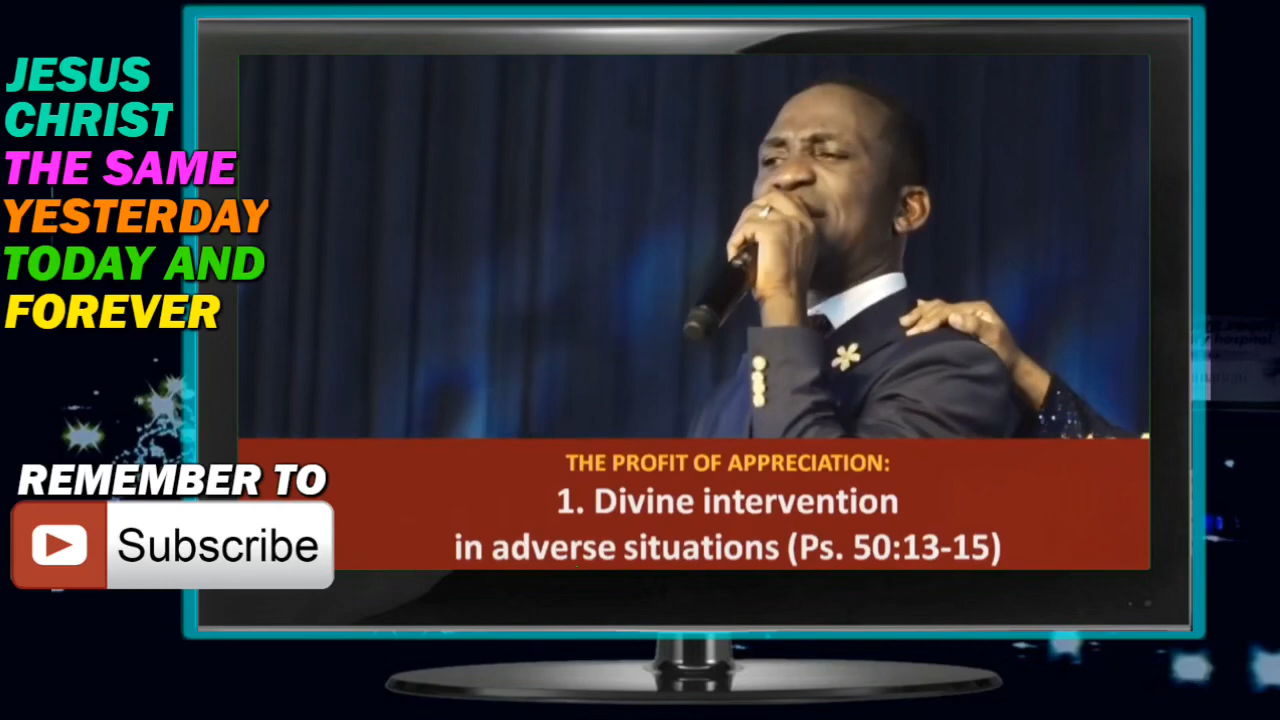 JESUS
CHRIST
THE SAME
YESTERDAY
TODAY AND
FOREVER
REMEMBER TO
Subscribe
THE PROFIT OF APPRECIATION:
1. Divine intervention
in adverse situations (Ps. 50:13-15)
hospital